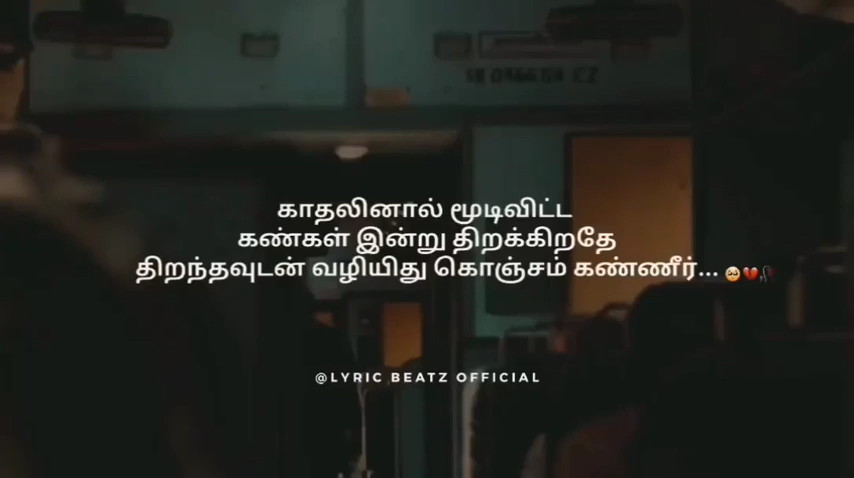 காதலினால் மூடிவிட்ட
கண்கள் இன்று திறக்கிறதே
திறந்தவுடன் வழியிது கொஞ்சம் கண்ணீர்... 🥺💔🥀
@LYRIC BEATZ OFFICIAL